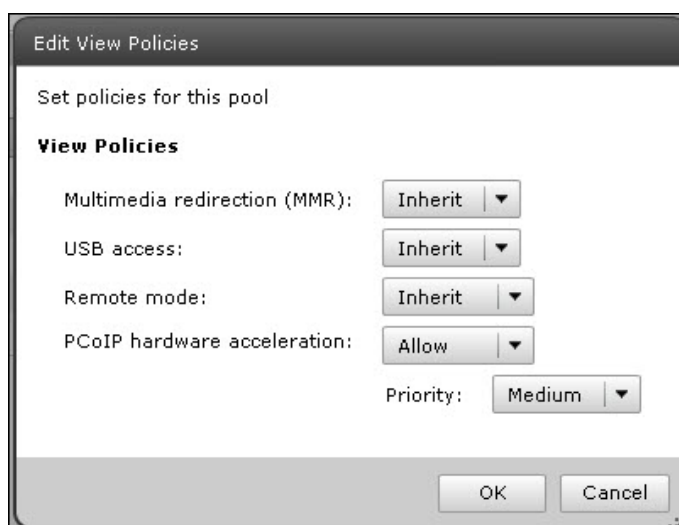 Edit View Policies
Set policies for this pool
View Policies
Multimedia redirection (MMR): Inherit
USB access: Inherit
Remote mode: Inherit
PCoIP hardware acceleration: Allow
Priority: Medium
OK Cancel